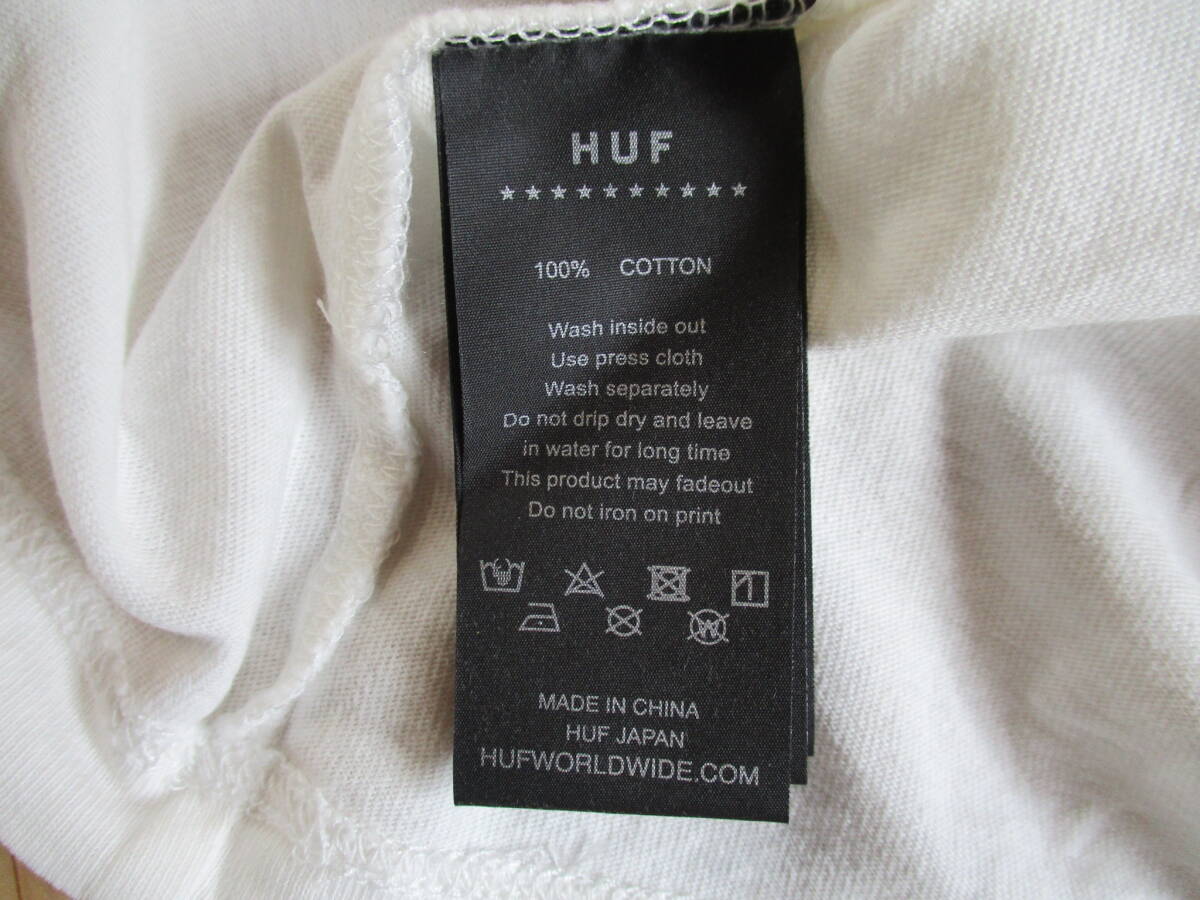 HUF
100% COTTON
Wash inside out
Use press cloth
Wash separately
Do not drip dry and leave
in water for long time
This product may fadeout
Do not iron on print
W
MADE IN CHINA
HUF JAPAN
HUFWORLDWIDE.COM